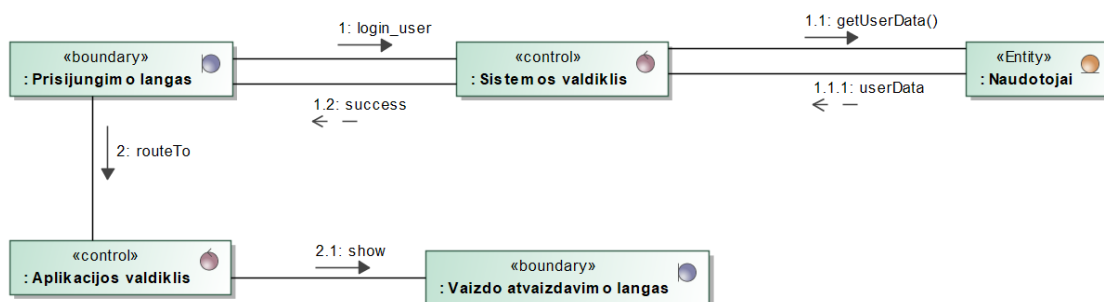 1: login_user
1.1: getUserData()
«boundary»
: Prisijungimo langas
«control»
: Sistemos valdiklis
«Entity»
: Naudotojai
1.2: success
1.1.1: userData
2: routeTo
«control»
: Aplikacijos valdiklis
2.1: show
«boundary»
: Vaizdo atvaizdavimo langas